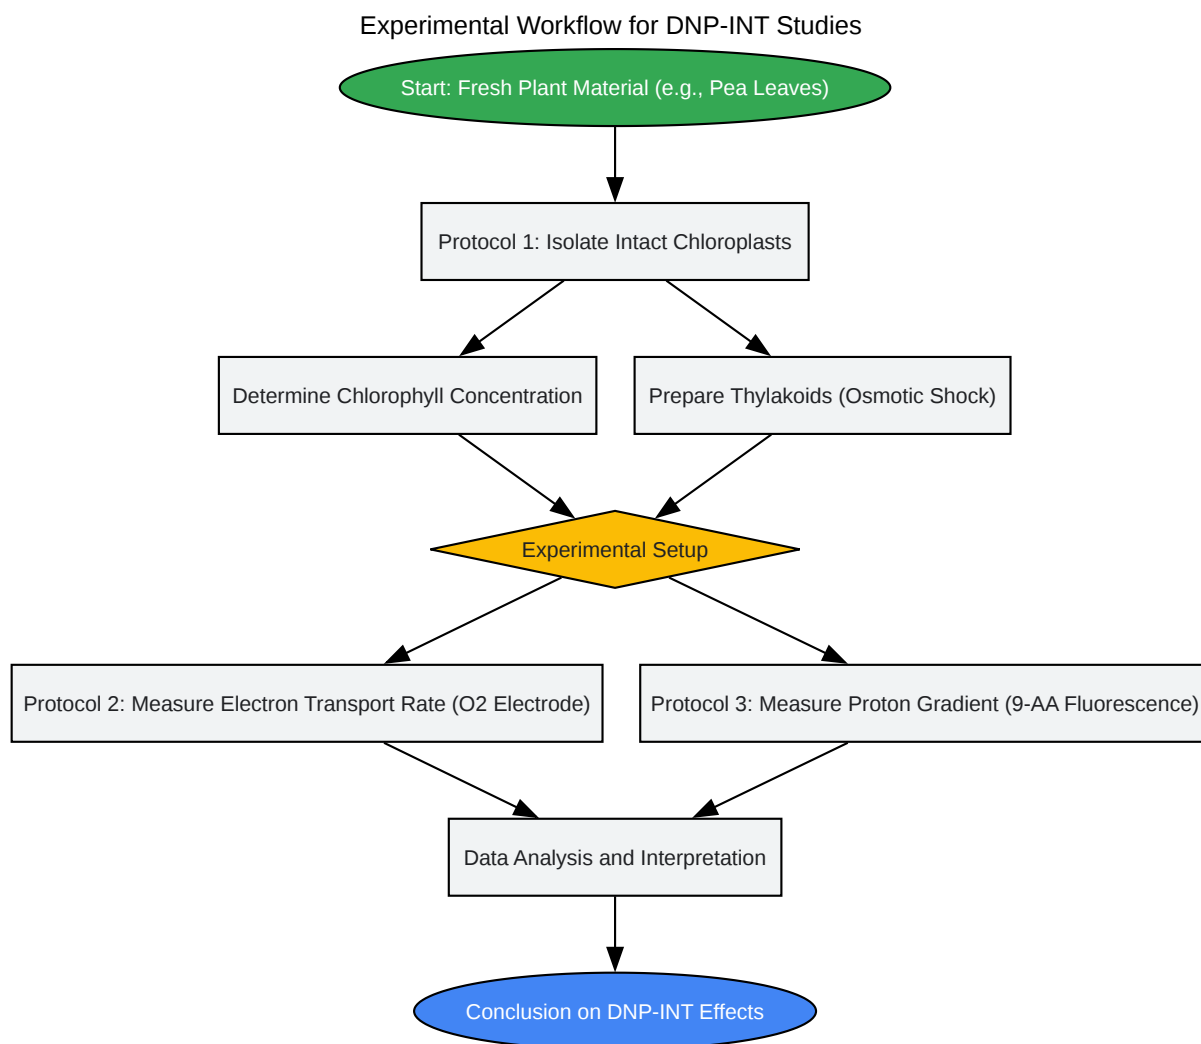 Experimental Workflow for DNP-INT Studies
Start: Fresh Plant Material (e.g., Pea Leaves)
Protocol 1: Isolate Intact Chloroplasts
Determine Chlorophyll Concentration
Prepare Thylakoids (Osmotic Shock)
Experimental Setup
Protocol 2: Measure Electron Transport Rate (O2 Electrode)
Protocol 3: Measure Proton Gradient (9-AA Fluorescence)
Data Analysis and Interpretation
Conclusion on DNP-INT Effects